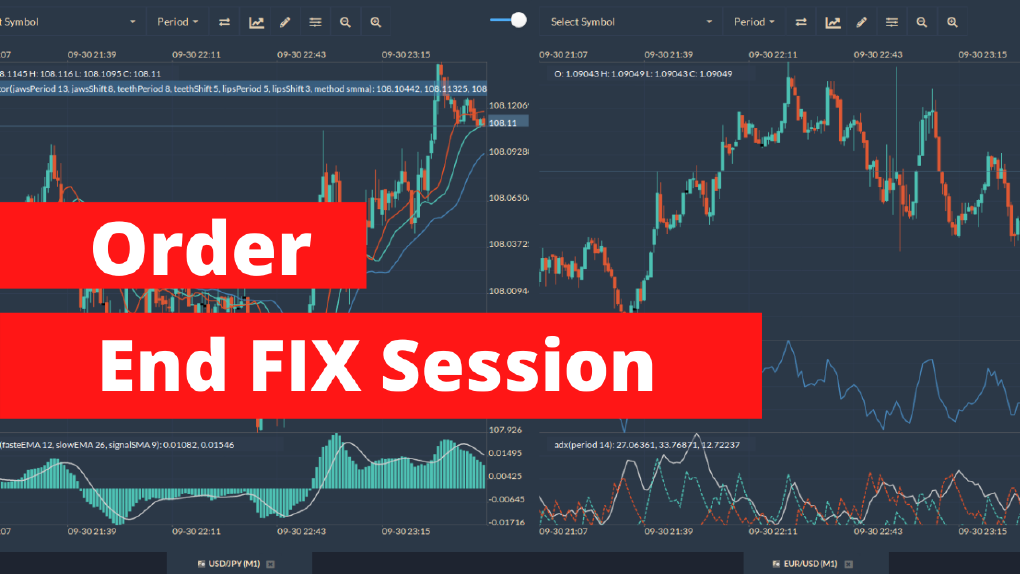 t Symbol
Period
Select Symbol
Period
:07
09-30 21:39
09-30 22:11
09-30 22:43
09-30 23:15
09-30 21:07
09-30 21:39
09-30 22:11
09-30 22:43
09-30 23:15
8.1145 H: 108.116 L: 108.1095 C: 108.11
O: 1.09043 H: 1.09049 L: 1.09043 C: 1.09049
tor(jawsPeriod 13, jawsShift 8, teethPeriod 8, teethShift 5, lipsPeriod 5, lipsShift 3, method smma): 108.10442, 108.11325, 108
108.1206
108.11
108.0928
108.0650
108.0372
108.0094
107.926
Order
End FIX Session
(fastEMA 12, slowEMA 26, signalSMA 9): 0.01082, 0.01546
adx(period 14): 27.06361, 33.76871, 12.72237
0.01495
0.00425
-0.00645
-0.01716
:07
09-30 21:39
09-30 22:11
09-30 22:43
09-30 23:15
09-30 21:07
09-30 21:39
09-30 22:11
09-30 22:43
09-30 23:15
USD/JPY (M1)
EUR/USD (M1)